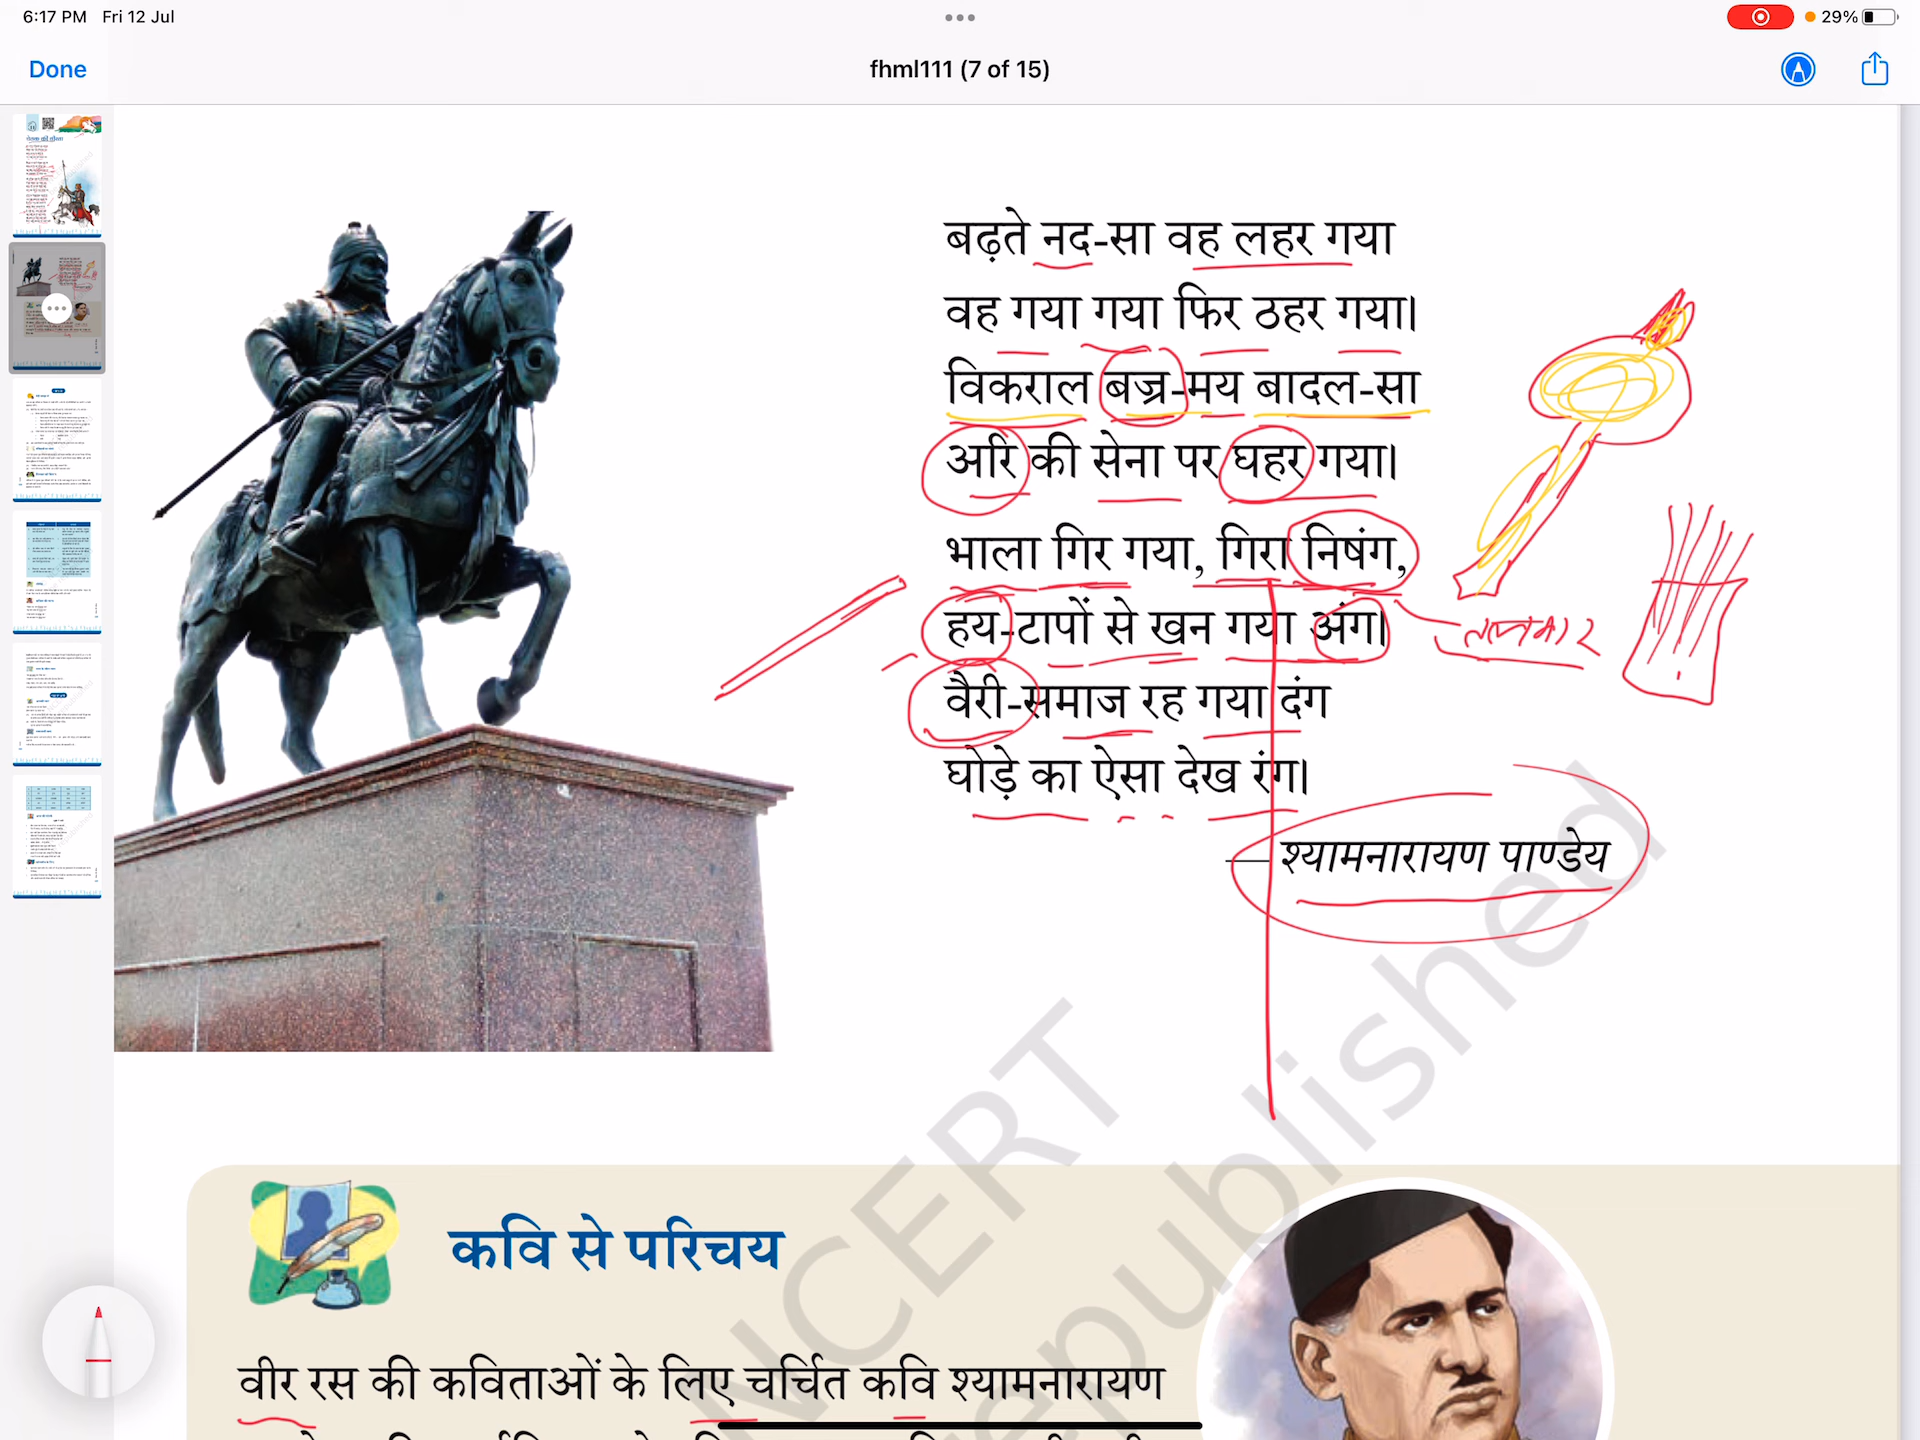 6:17 PM Fri 12 Jul
29%
Done
fhml111 (7 of 15)
बढ़ते नद-सा वह लहर गया
वह गया गया फिर ठहर गया।
विकराल बज्र-मय बादल-सा
अरि की सेना पर घहर गया।
भाला गिर गया, गिरा निषंग,
हय-टापों से खन गया अंग।
वैरी-समाज रह गया दंग
घोड़े का ऐसा देख रंग।
— श्यामनारायण पाण्डेय
NCERT
republished
कवि से परिचय
वीर रस की कविताओं के लिए चर्चित कवि श्यामनारायण